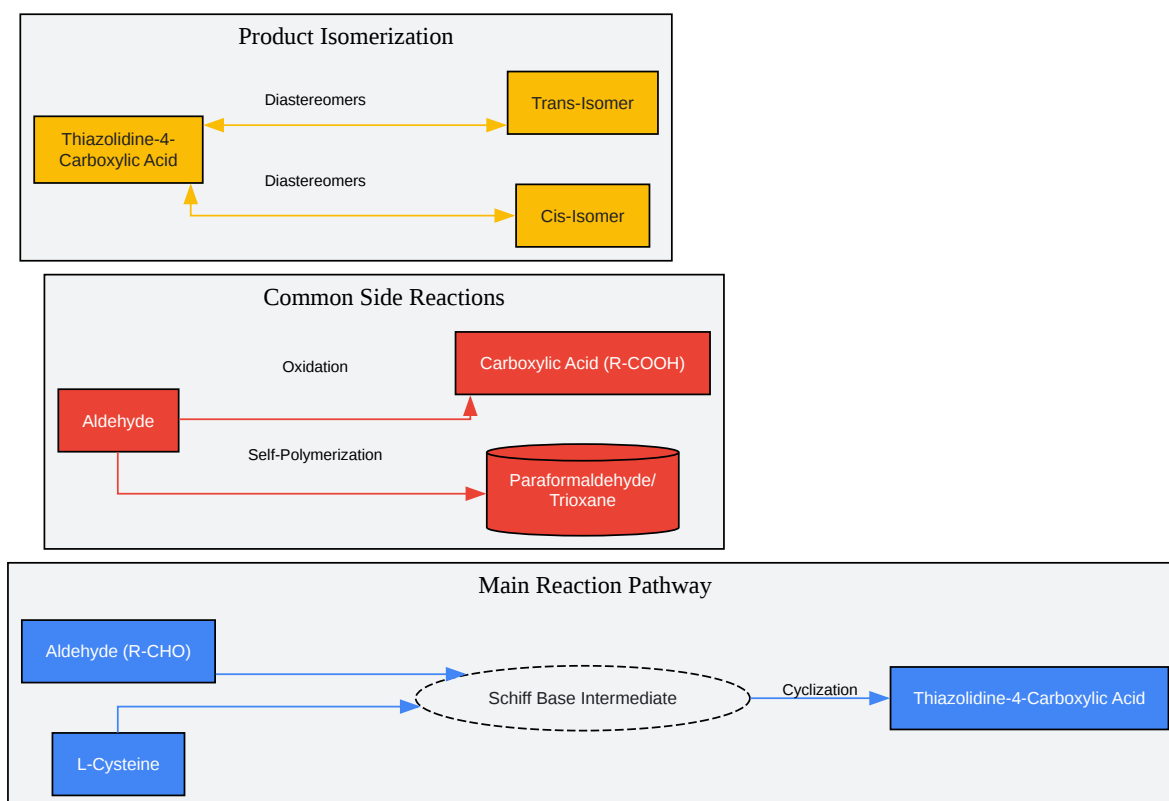 Product Isomerization
Diastereomers
Trans-Isomer
Thiazolidine-4-
Carboxylic Acid
Diastereomers
Cis-Isomer
Common Side Reactions
Oxidation
Carboxylic Acid (R-COOH)
Aldehyde
Self-Polymerization
Paraformaldehyde/
Trioxane
Main Reaction Pathway
Aldehyde (R-CHO)
Schiff Base Intermediate
Cyclization
Thiazolidine-4-Carboxylic Acid
L-Cysteine